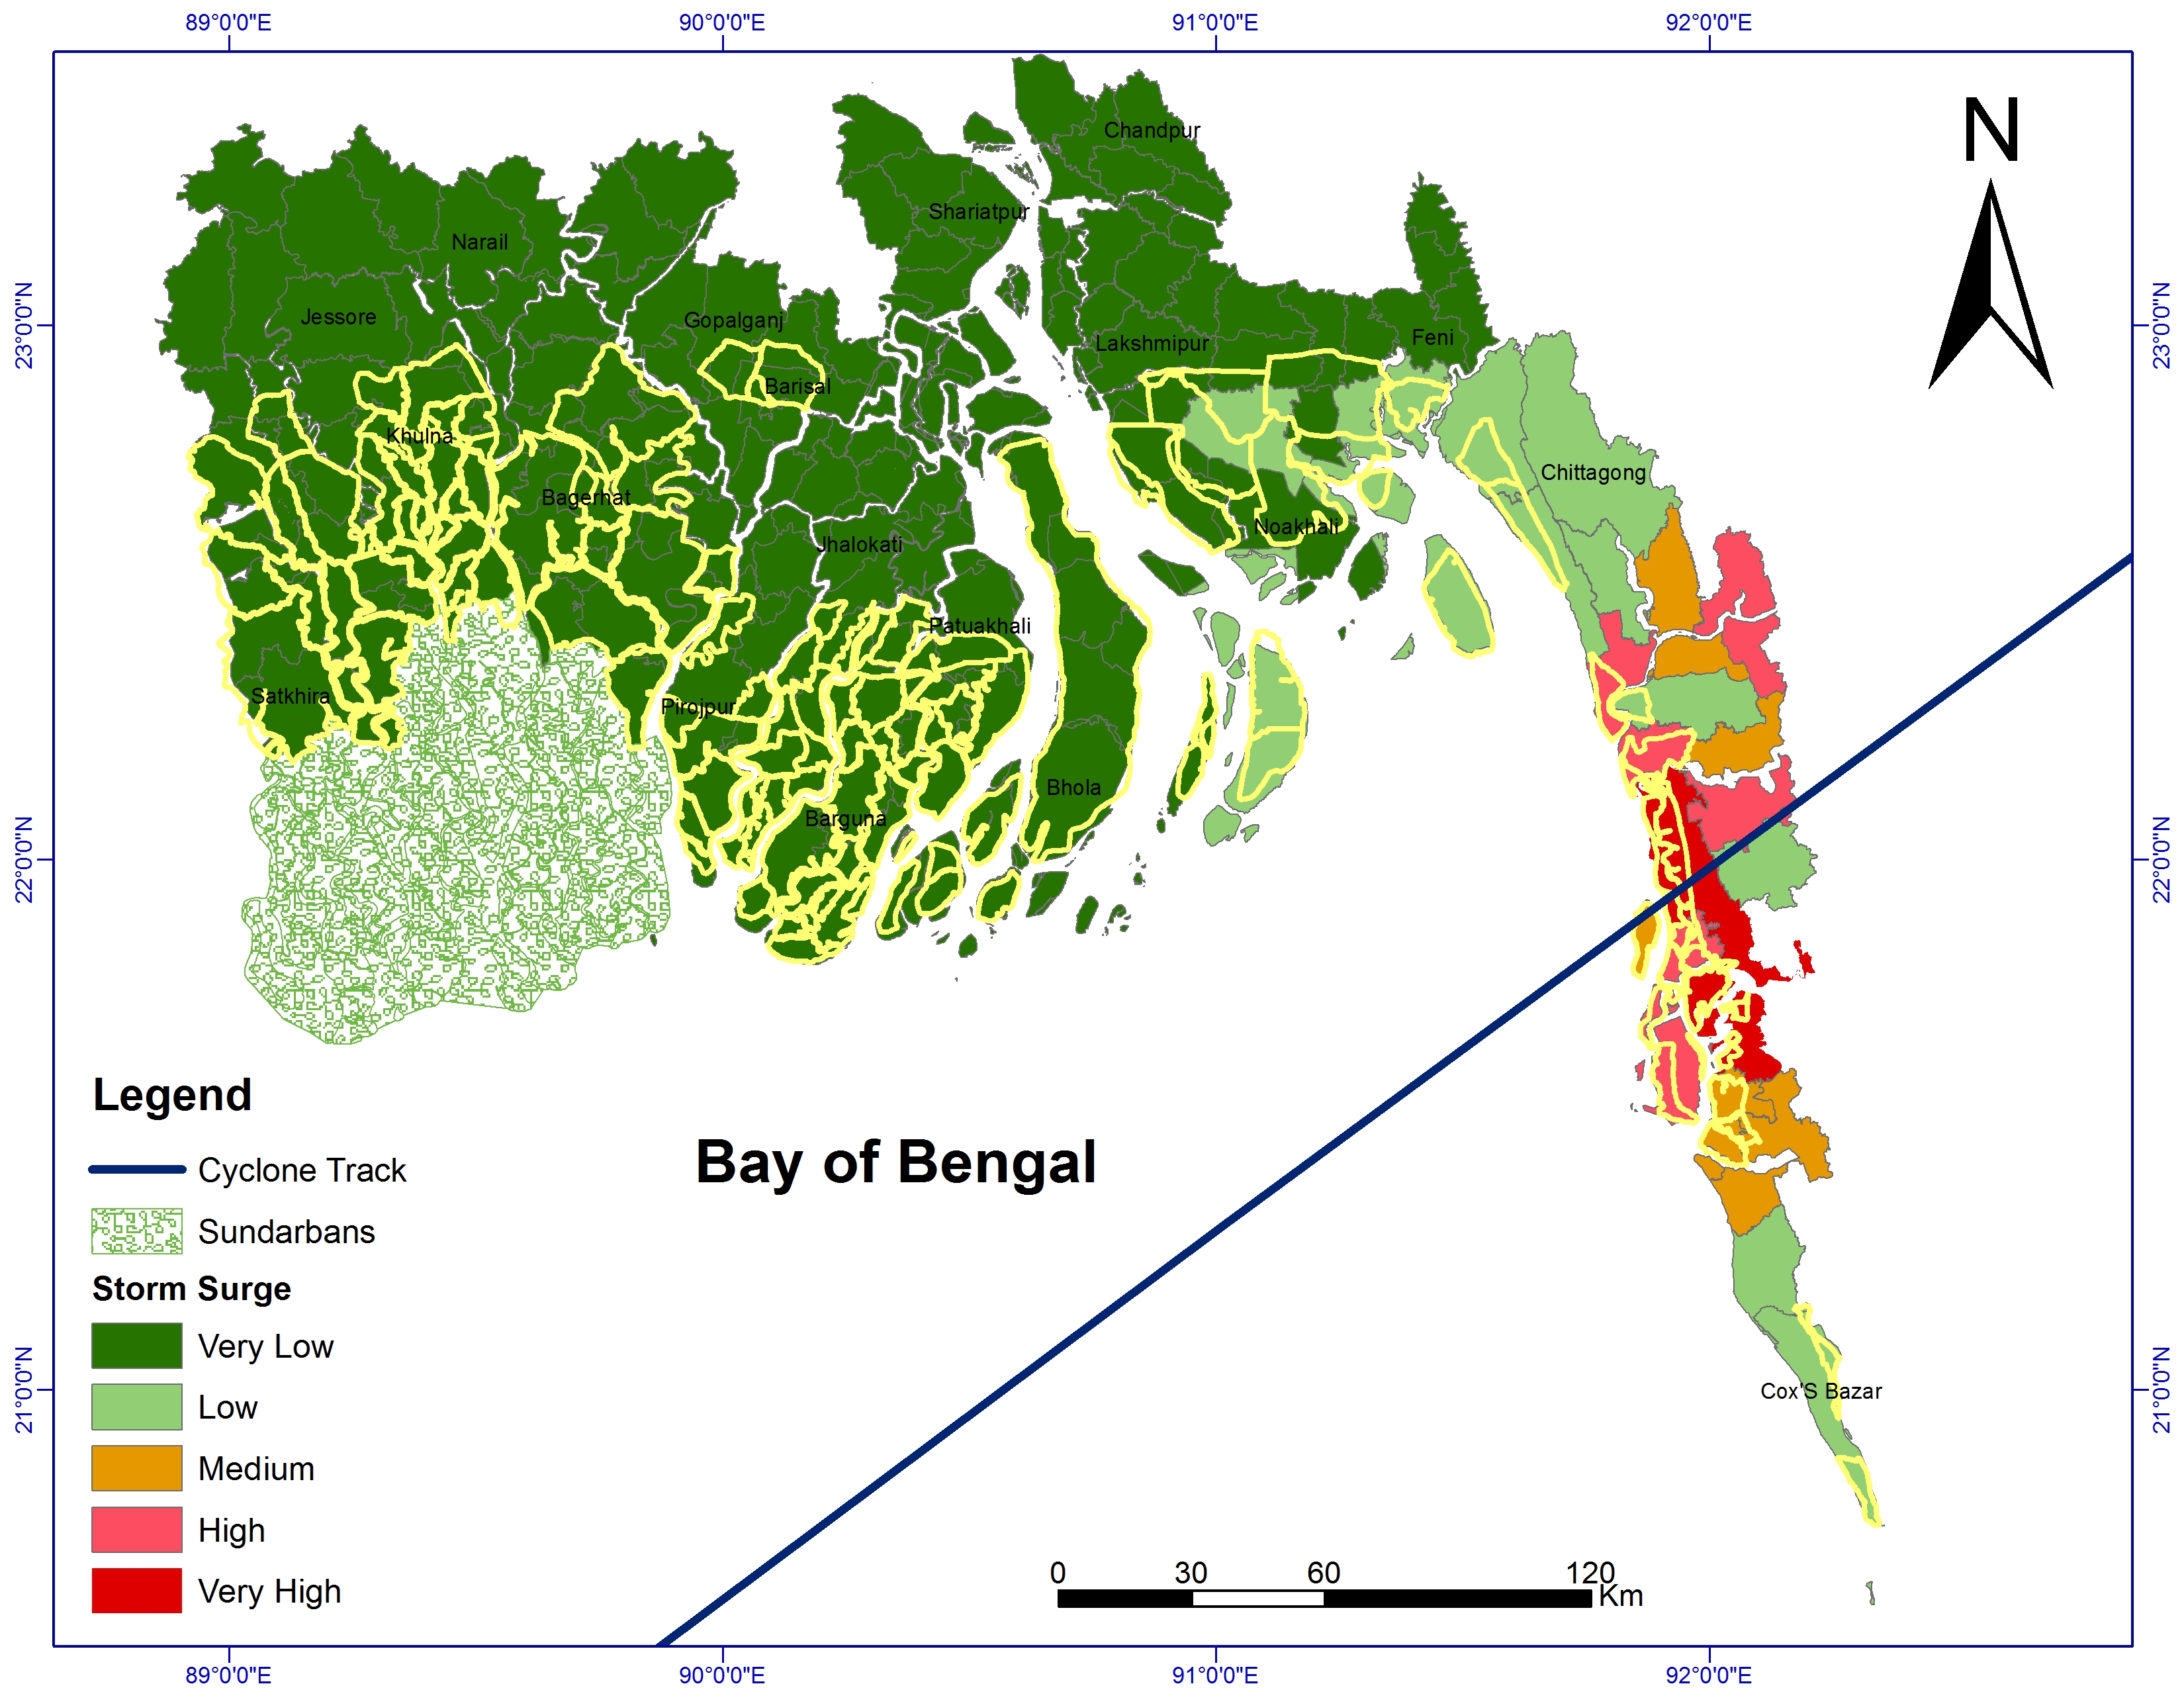 89°0'0"E
90°0'0"E
91°0'0"E
92°0'0"E
N
Chandpur
Shariatpur
Narail
23°0'0"N
23°0'0"N
Jessore
Gopalganj
Lakshmipur
Feni
Barisal
Khulna
Chittagong
Bagerhat
Noakhali
Jhalokati
Patuakhali
Satkhira
Pirojpur
Bhola
Barguna
22°0'0"N
22°0'0"N
Legend
Cyclone Track
Sundarbans
Storm Surge
Very Low
Low
Medium
High
Very High
Bay of Bengal
21°0'0"N
21°0'0"N
Cox'S Bazar
0 30 60 120
Km
89°0'0"E
90°0'0"E
91°0'0"E
92°0'0"E